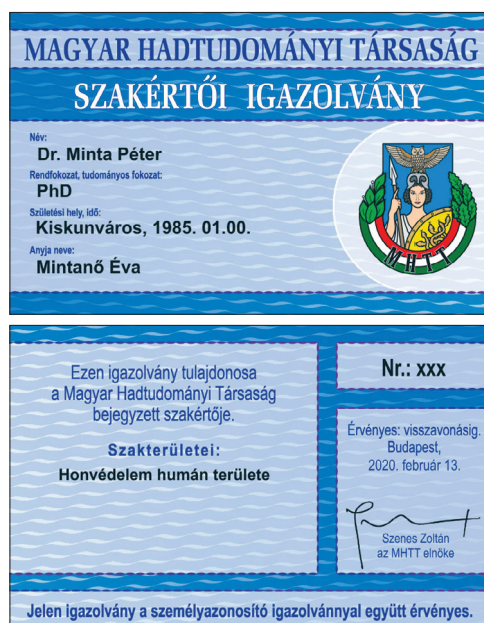 MAGYAR HADTUDOMÁNYI TÁRSASÁG
SZAKÉRTŐI IGAZOLVÁNY
Név:
Dr. Minta Péter
Rendfokozat, tudományos fokozat:
PhD
Születési hely, idő:
Kiskunváros, 1985. 01.00.
Anyja neve:
Mintanő Éva
MHTT
Ezen igazolvány tulajdonosa
a Magyar Hadtudományi Társaság
bejegyzett szakértője.
Szakterületei:
Honvédelem humán területe
Nr.: xxx
Érvényes: visszavonásig.
Budapest,
2020. február 13.
Szenes Zoltán
az MHTT elnöke
Jelen igazolvány a személyazonosító igazolvánnyal együtt érvényes.